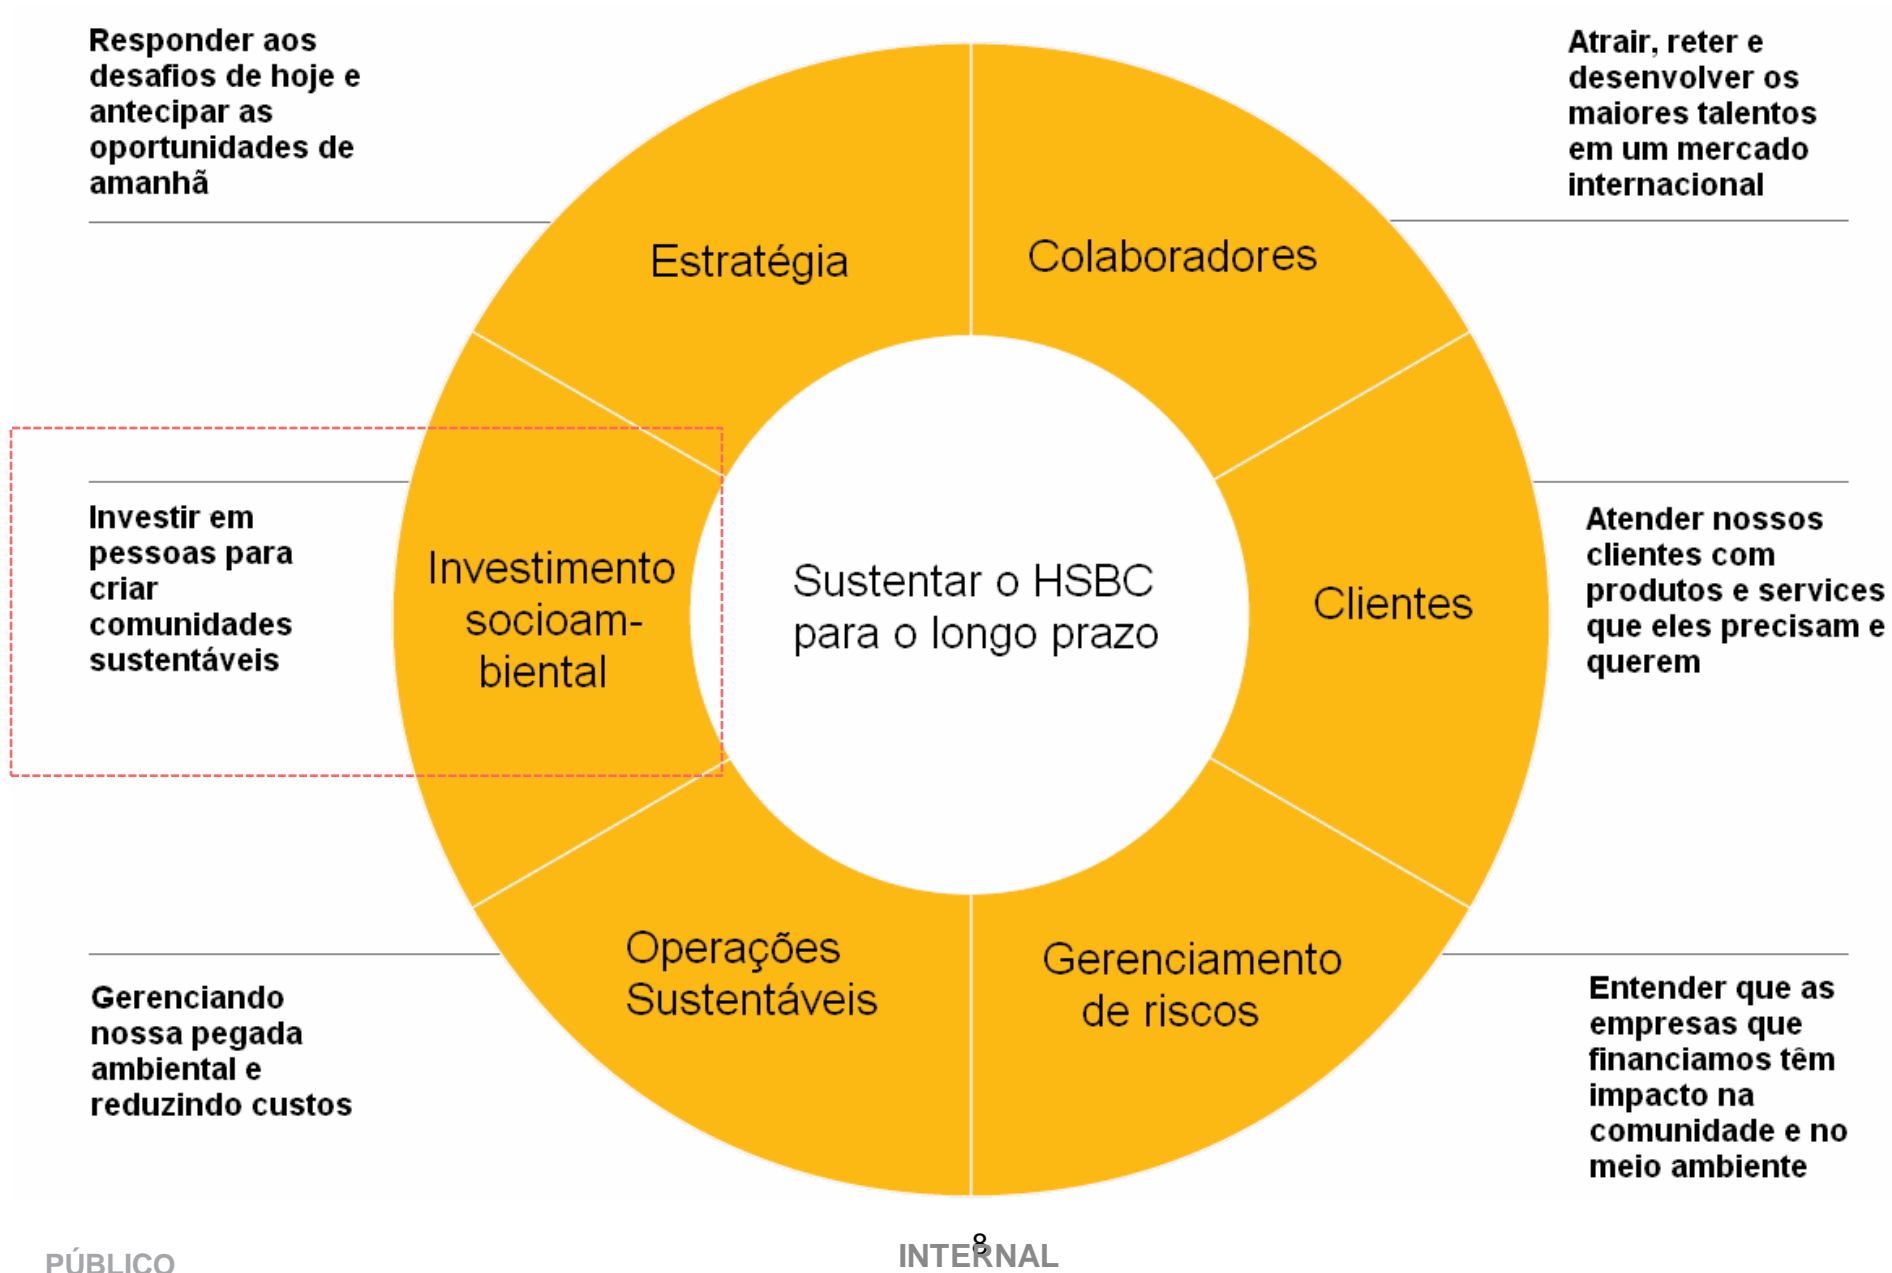 Responder aos
desafios de hoje e
antecipar as
oportunidades de
amanhã
Atrair, reter e
desenvolver os
maiores talentos
em um mercado
internacional
Estratégia
Colaboradores
Investir em
pessoas para
criar
comunidades
sustentáveis
Investimento
socioam-
biental
Sustentar o HSBC
para o longo prazo
Clientes
Atender nossos
clientes com
produtos e services
que eles precisam e
querem
Operações
Sustentáveis
Gerenciamento
de riscos
Gerenciando
nossa pegada
ambiental e
reduzindo custos
Entender que as
empresas que
financiamos têm
impacto na
comunidade e no
meio ambiente
8
INTERNAL
PÚBLICO